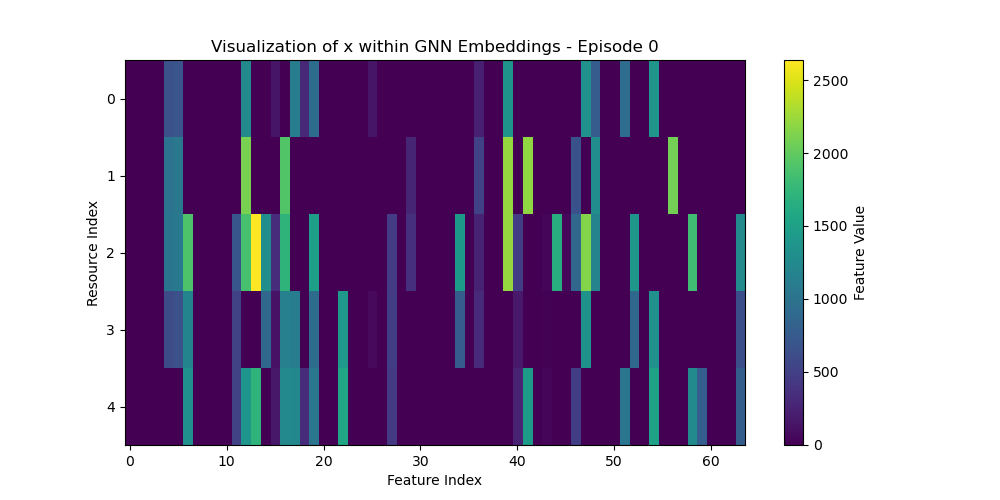 Visualization of x within GNN Embeddings - Episode 0
Resource Index
0
1
2
3
4
0 10 20 30 40 50 60
Feature Index
2500
2000
1500
1000
500
0
Feature Value